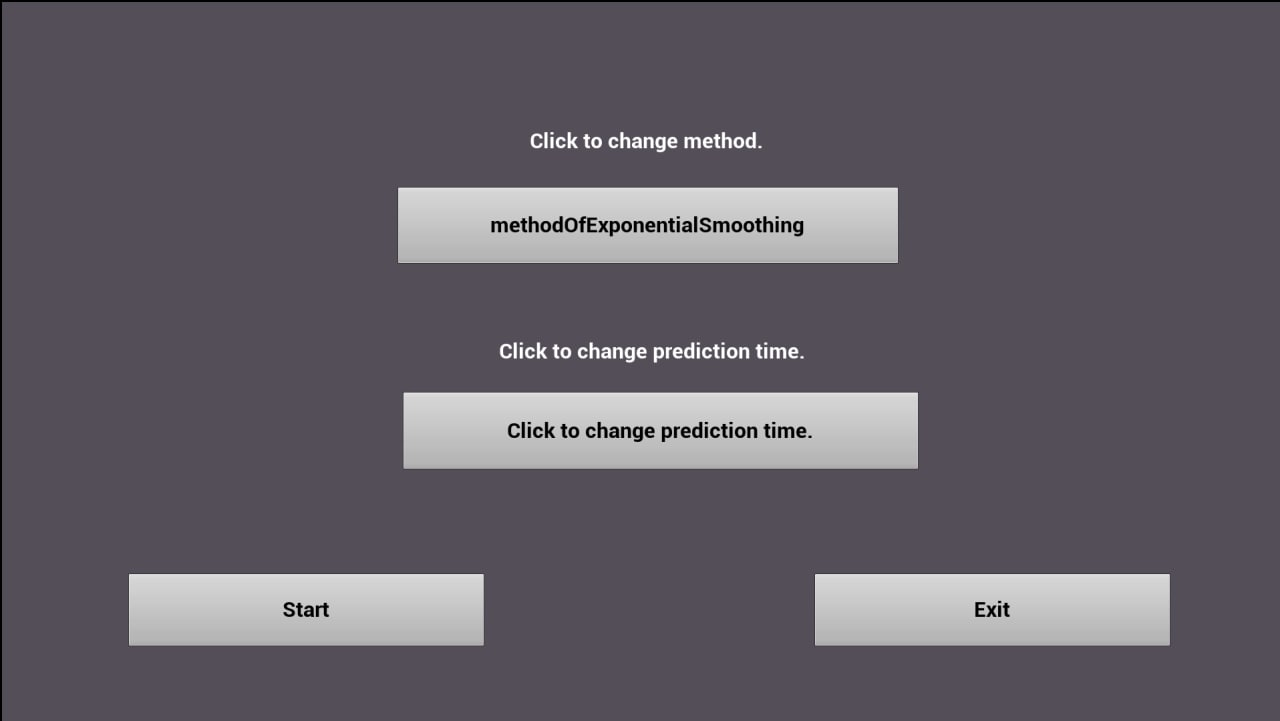 Click to change method.
methodOfExponentialSmoothing
Click to change prediction time.
Click to change prediction time.
Start
Exit